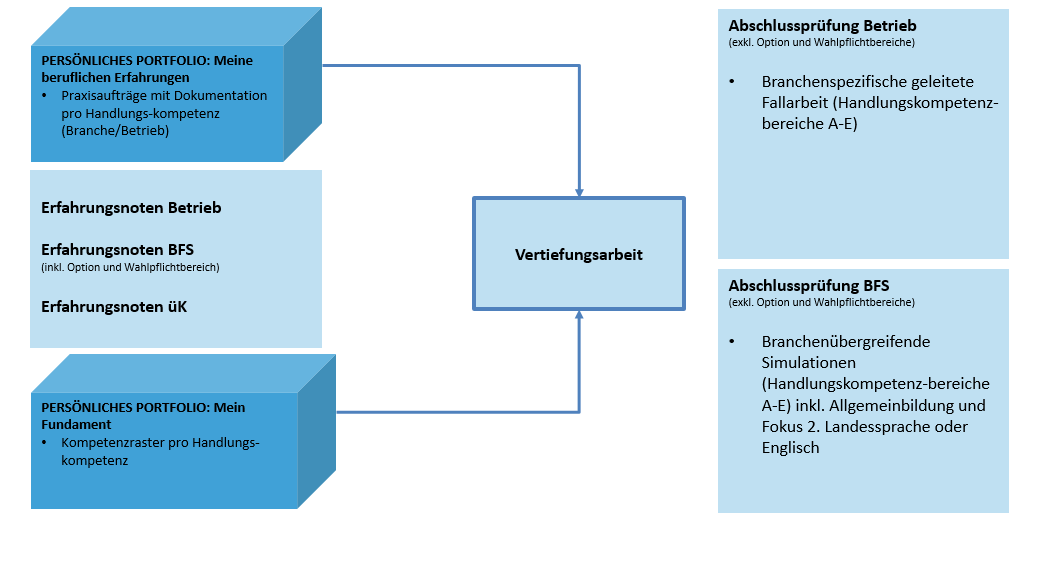 PERSÖNLICHES PORTFOLIO: Meine
beruflichen Erfahrungen
• Praxisaufträge mit Dokumentation
pro Handlungs-kompetenz
(Branche/Betrieb)
Erfahrungsnoten Betrieb
Erfahrungsnoten BFS
(inkl. Option und Wahlpflichtbereich)
Erfahrungsnoten üK
PERSÖNLICHES PORTFOLIO: Mein
Fundament
• Kompetenzraster pro Handlungs-
kompetenz
Vertiefungsarbeit
Abschlussprüfung Betrieb
(exkl. Option und Wahlpflichtbereiche)
• Branchenspezifische geleitete
Fallarbeit (Handlungskompetenz-
bereiche A-E)
Abschlussprüfung BFS
(exkl. Option und Wahlpflichtbereiche)
• Branchenübergreifende
Simulationen
(Handlungskompetenz-bereiche
A-E) inkl. Allgemeinbildung und
Fokus 2. Landessprache oder
Englisch